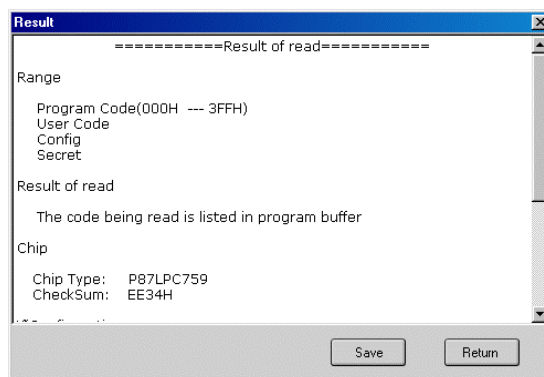 Result
===========Result of read===========
Range
Program Code(000H --- 3FFH)
User Code
Config
Secret
Result of read
The code being read is listed in program buffer
Chip
Chip Type: P87LPC759
CheckSum: EE34H
Save Return